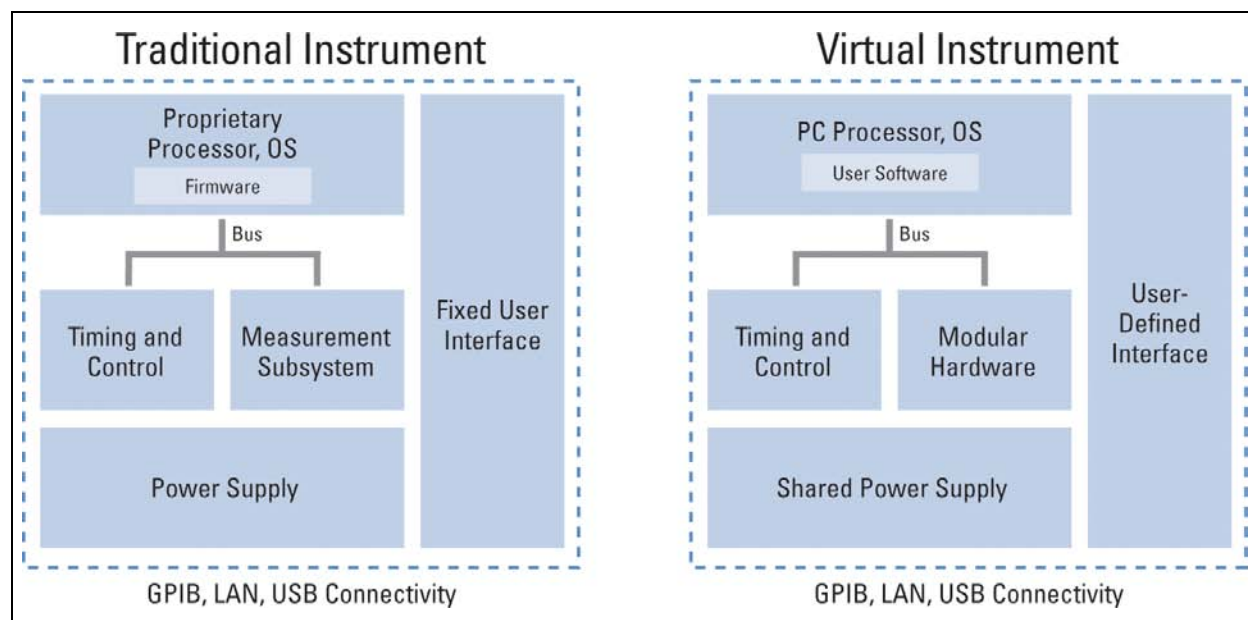 Traditional Instrument
Proprietary
Processor, OS
Firmware
Bus
Timing and
Control
Measurement
Subsystem
Power Supply
Fixed User
Interface
GPIB, LAN, USB Connectivity
Virtual Instrument
PC Processor, OS
User Software
Bus
Timing and
Control
Modular
Hardware
Shared Power Supply
User-
Defined
Interface
GPIB, LAN, USB Connectivity